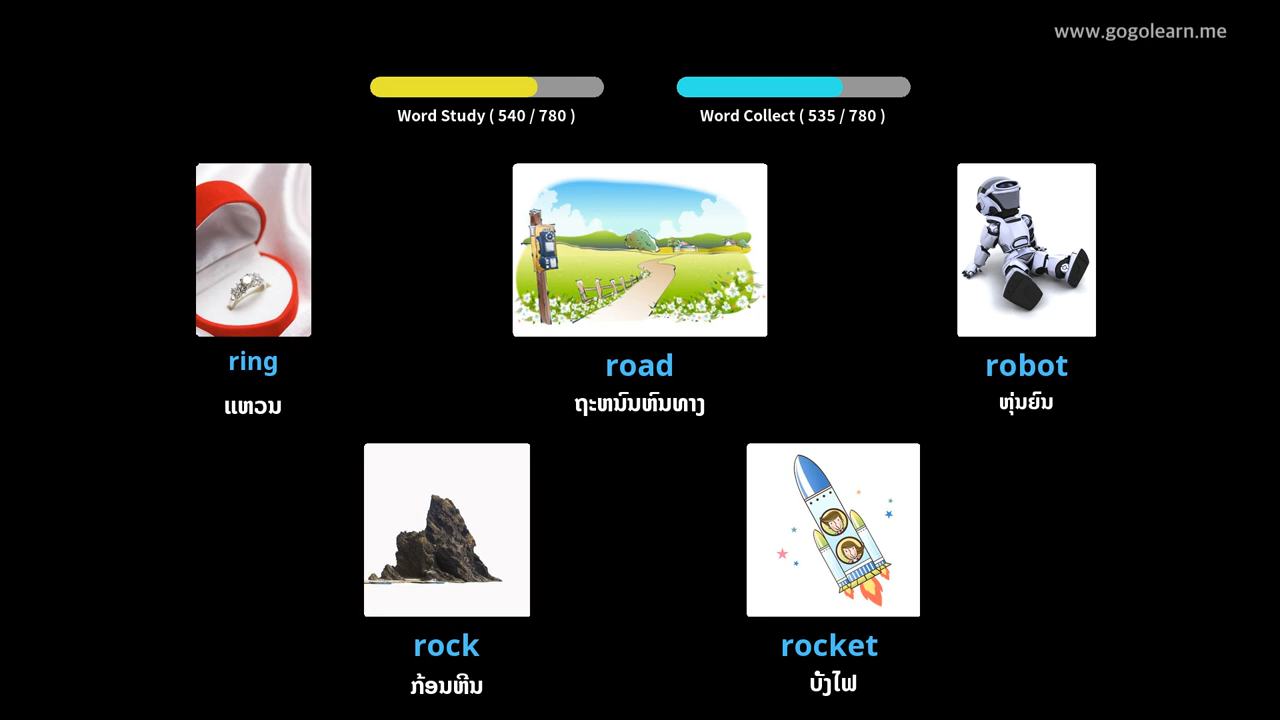 www.gogolearn.me
Word Study ( 540 / 780 )
Word Collect ( 535 / 780 )
ring
road
robot
ແຫວນ
ຖະຫນົນຫົນທາງ
ຫຸ່ນຍົນ
rock
rocket
ກ້ອນຫີນ
ບັ້ງໄຟ